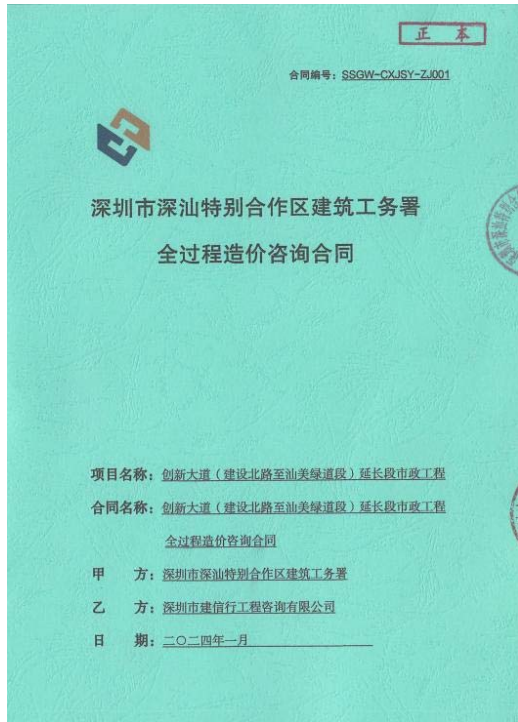 正本
合同编号：SSGW-CXJSY-ZJ001
深圳市深汕特别合作区建筑工务署
全过程造价咨询合同
项目名称：创新大道（建设北路至汕美绿道段）延长段市政工程
合同名称：创新大道（建设北路至汕美绿道段）延长段市政工程
全过程造价咨询合同
甲方：深圳市深汕特别合作区建筑工务署
乙方：深圳市建信行工程咨询有限公司
日期：二〇二四年一月